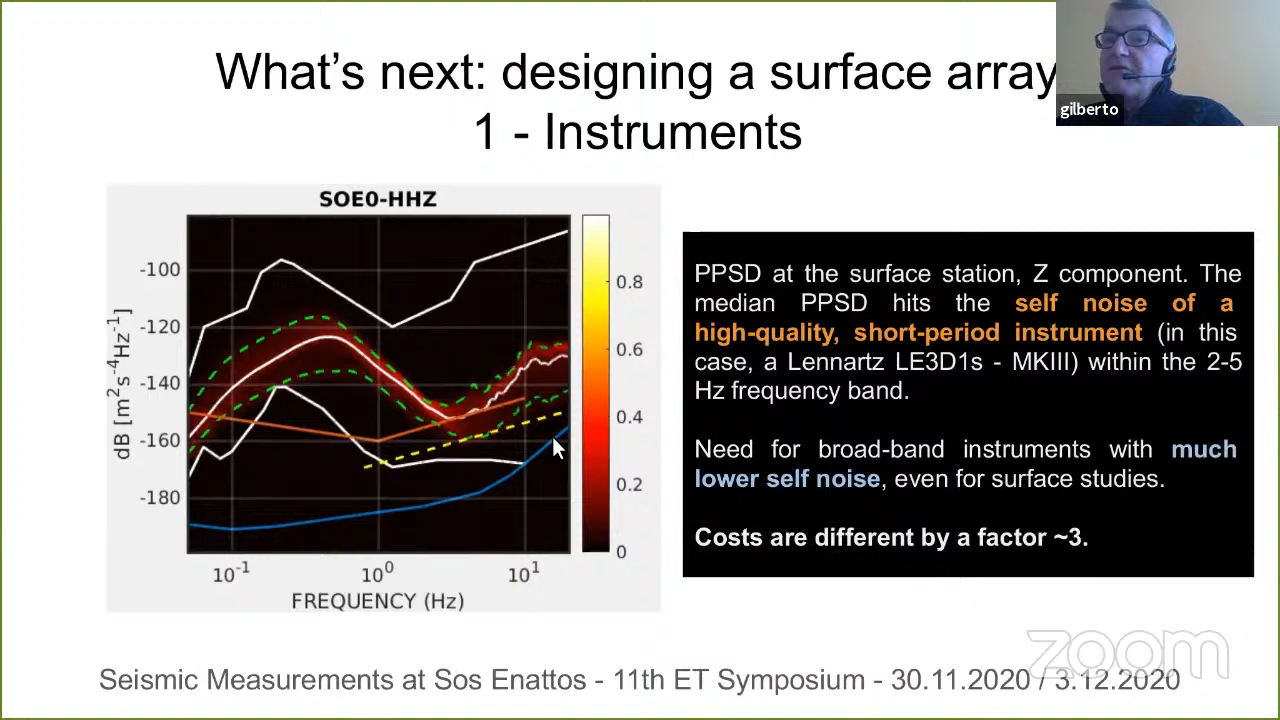 What's next: designing a surface array
1 - Instruments
gilberto
SOE0-HHZ
-100
-120
-140
-160
-180
dB [m²s⁻⁴Hz⁻¹]
10⁻¹
10⁰
10¹
FREQUENCY (Hz)
0.8
0.6
0.4
0.2
0
PPSD at the surface station, Z component. The
median PPSD hits the self noise of a
high-quality, short-period instrument (in this
case, a Lennartz LE3D1s - MKIII) within the 2-5
Hz frequency band.
Need for broad-band instruments with much
lower self noise, even for surface studies.
Costs are different by a factor ~3.
zoom
Seismic Measurements at Sos Enattos - 11th ET Symposium - 30.11.2020 / 3.12.2020